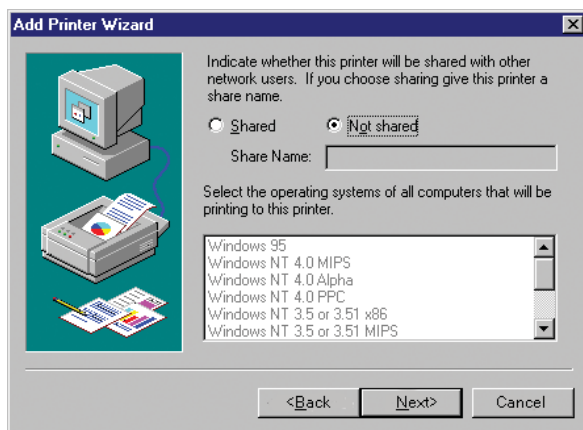 Add Printer Wizard
Indicate whether this printer will be shared with other
network users. If you choose sharing give this printer a
share name.
Shared Not shared
Share Name:
Select the operating systems of all computers that will be
printing to this printer.
Windows 95
Windows NT 4.0 MIPS
Windows NT 4.0 Alpha
Windows NT 4.0 PPC
Windows NT 3.5 or 3.51 x86
Windows NT 3.5 or 3.51 MIPS
<Back Next> Cancel